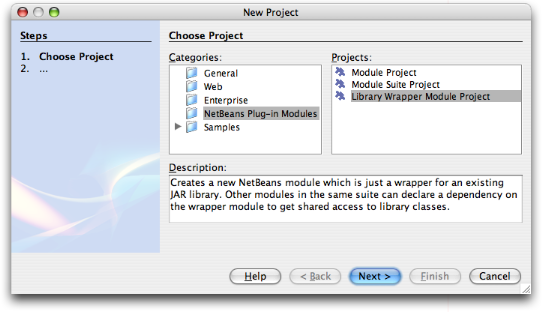 New Project
Steps
1. Choose Project
2. ...
Choose Project
Categories:
General
Web
Enterprise
NetBeans Plug-in Modules
Samples
Projects:
Module Project
Module Suite Project
Library Wrapper Module Project
Description:
Creates a new NetBeans module which is just a wrapper for an existing
JAR library. Other modules in the same suite can declare a dependency on
the wrapper module to get shared access to library classes.
Help
< Back
Next >
Finish
Cancel